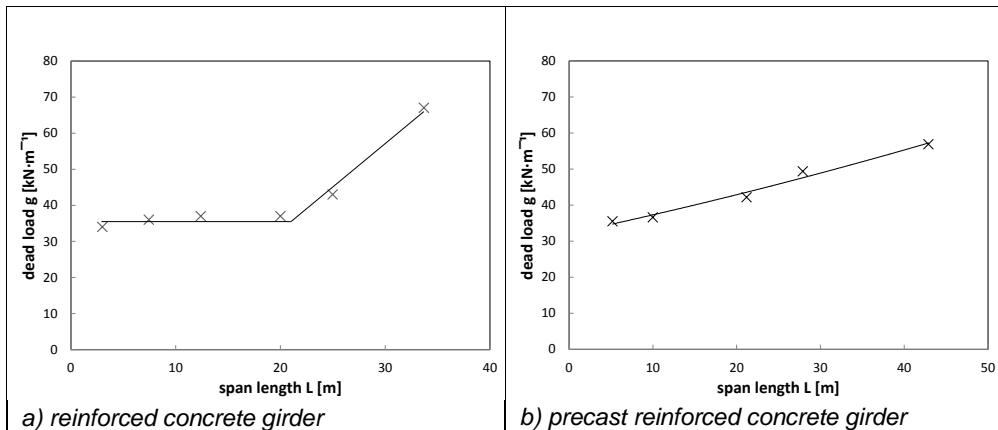 80
70
60
50
40
30
20
10
0
dead load g [kN·m⁻¹]
0 10 20 30 40
span length L [m]
a) reinforced concrete girder
80
70
60
50
40
30
20
10
0
dead load g [kN·m⁻¹]
0 10 20 30 40 50
span length L [m]
b) precast reinforced concrete girder